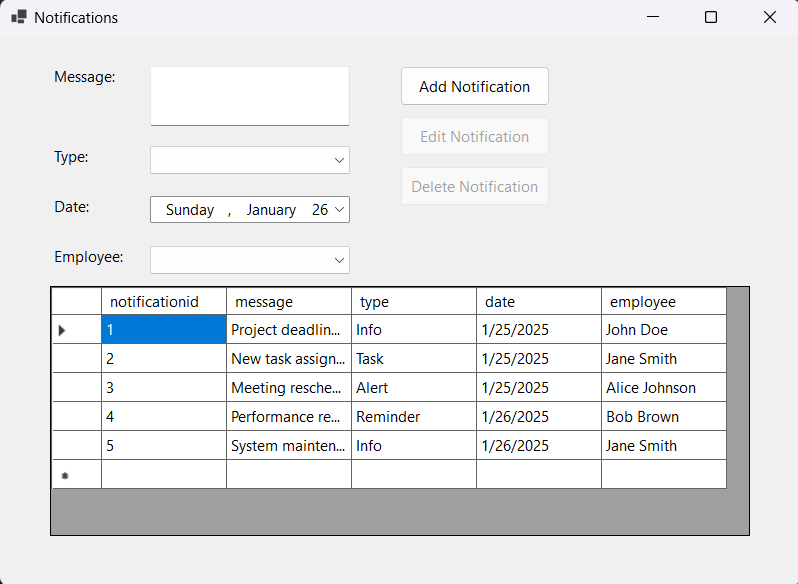 Notifications
Message:
Add Notification
Edit Notification
Type:
Delete Notification
Date: Sunday , January 26
Employee:
notificationid message type date employee
1 Project deadlin... Info 1/25/2025 John Doe
2 New task assign... Task 1/25/2025 Jane Smith
3 Meeting resche... Alert 1/25/2025 Alice Johnson
4 Performance re... Reminder 1/26/2025 Bob Brown
5 System mainten... Info 1/26/2025 Jane Smith